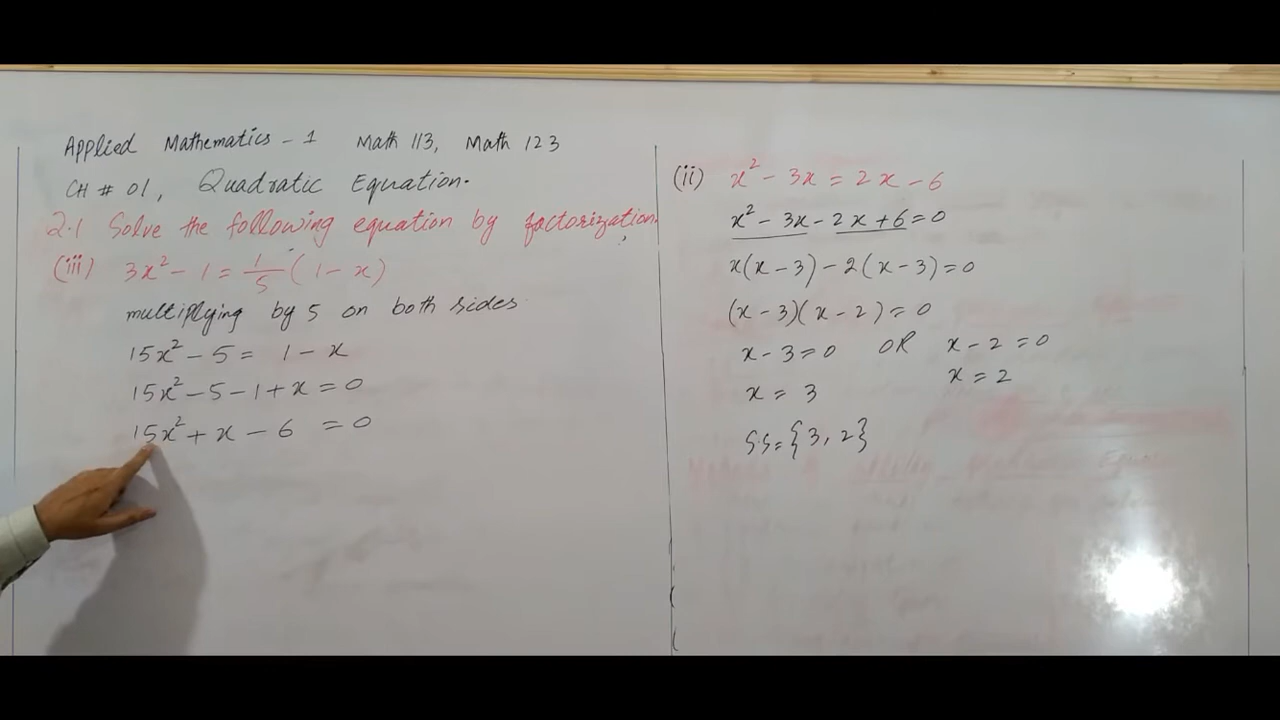 Applied Mathematics - 1 Math 113, Math 123
CH # 01, Quadratic Equation.
2.1 Solve the following equation by factorization.
(iii) 3x² - 1 = 1/5 (1 - x)
multiplying by 5 on both sides
15x² - 5 = 1 - x
15x² - 5 - 1 + x = 0
15x² + x - 6 = 0
(ii) x² - 3x = 2x - 6
x² - 3x - 2x + 6 = 0
x(x - 3) - 2(x - 3) = 0
(x - 3)(x - 2) = 0
x - 3 = 0 OR x - 2 = 0
x = 3 x = 2
S.S = {3, 2}